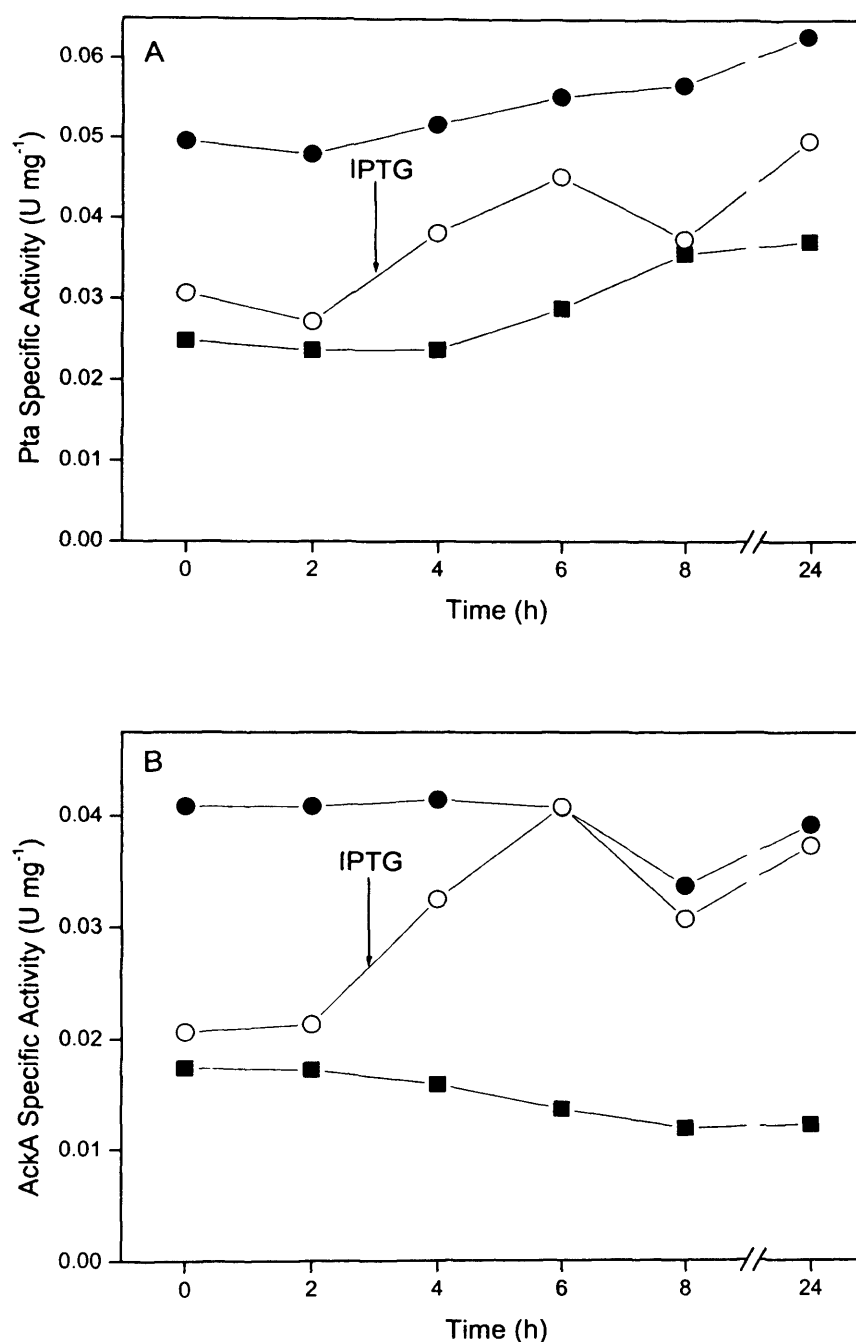 A
0.06
0.05
IPTG
0.04
0.03
0.02
0.01
0.00
Pta Specific Activity (U mg⁻¹)
0 2 4 6 8 24
Time (h)
B
0.04
IPTG
0.03
0.02
0.01
0.00
AckA Specific Activity (U mg⁻¹)
0 2 4 6 8 24
Time (h)